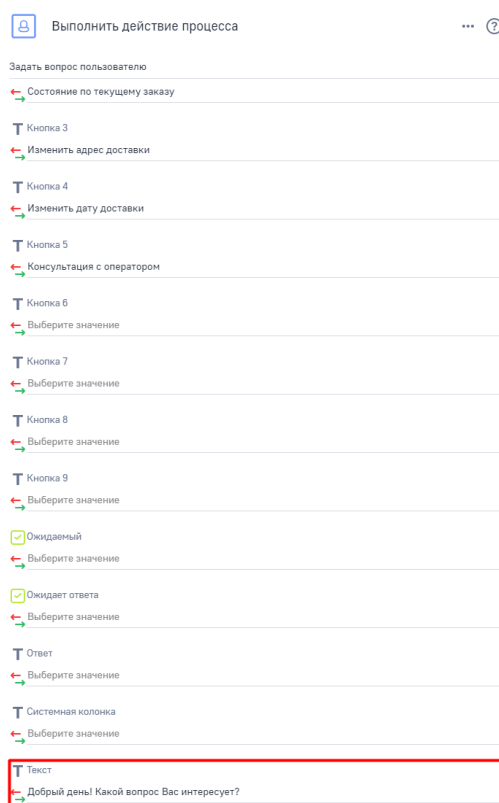 Выполнить действие процесса
Задать вопрос пользователю
Состояние по текущему заказу
Кнопка 3
Изменить адрес доставки
Кнопка 4
Изменить дату доставки
Кнопка 5
Консультация с оператором
Кнопка 6
Выберите значение
Кнопка 7
Выберите значение
Кнопка 8
Выберите значение
Кнопка 9
Выберите значение
Ожидаемый
Выберите значение
Ожидает ответа
Выберите значение
Ответ
Выберите значение
Системная колонка
Выберите значение
Текст
Добрый день! Какой вопрос Вас интересует?